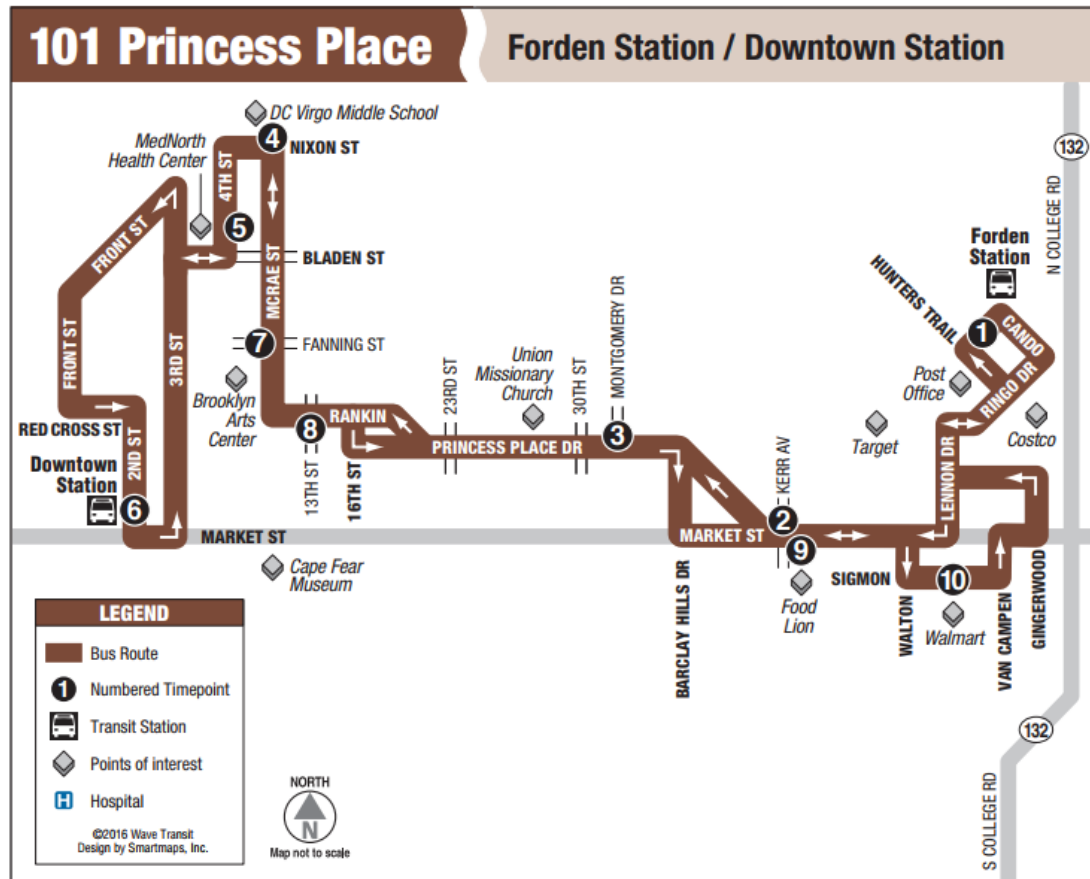 101 Princess Place
Forden Station / Downtown Station
DC Virgo Middle School
4
NIXON ST
MedNorth
Health Center
4TH ST
5
FRONT ST
BLADEN ST
MCRAE ST
FRONT ST
3RD ST
7
FANNING ST
Brooklyn
Arts
Center
RED CROSS ST
2ND ST
Downtown
Station
6
MARKET ST
Cape Fear
Museum
8
RANKIN
13TH ST
16TH ST
23RD ST
Union
Missionary
Church
30TH ST
MONTGOMERY DR
3
PRINCESS PLACE DR
KERR AV
2
MARKET ST
9
BARCLAY HILLS DR
Food
Lion
SIGMON
WALTON
10
Walmart
VAN CAMPEN
GINGERWOOD
LENNON DR
Target
Post
Office
Costco
RINGO DR
HUNTERS TRAIL
1
CANDO
Forden
Station
132
N COLLEGE RD
132
S COLLEGE RD
LEGEND
Bus Route
1 Numbered Timepoint
Transit Station
Points of interest
H Hospital
©2016 Wave Transit
Design by Smartmaps, Inc.
NORTH
N
Map not to scale